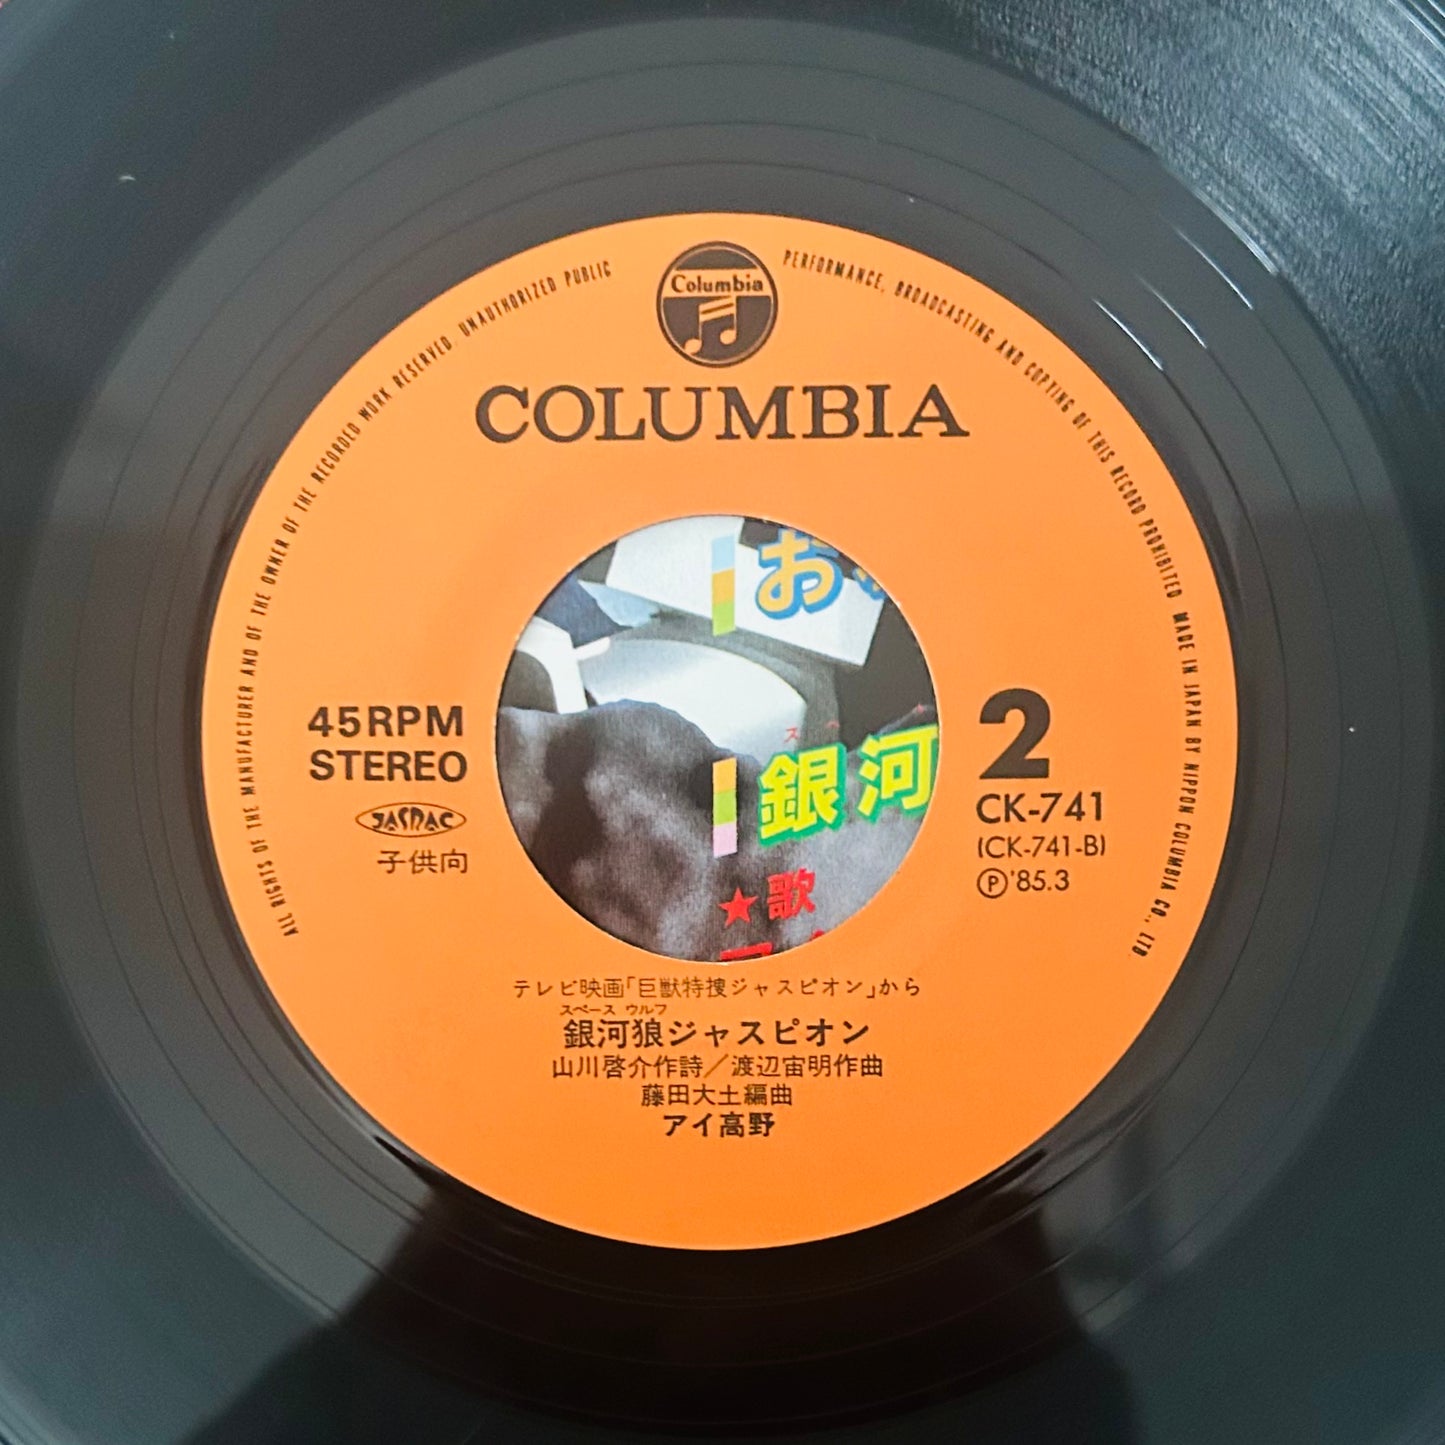 ALL RIGHTS OF THE MANUFACTURER AND OF THE OWNER OF THE RECORDED WORK RESERVED. UNAUTHORIZED PUBLIC PERFORMANCE, BROADCASTING AND COPYING OF THIS RECORD PROHIBITED MADE IN JAPAN BY NIPPON COLUMBIA CO., LTD
Columbia
COLUMBIA
お
45RPM
STEREO
JASRAC
子供向
2
CK-741
(CK-741-B)
Ⓟ'85.3
スペ
銀河
★歌
テレビ映画「巨獣特捜ジャスピオン」から
スペース ウルフ
銀河狼ジャスピオン
山川啓介作詩／渡辺宙明作曲
藤田大土編曲
アイ高野